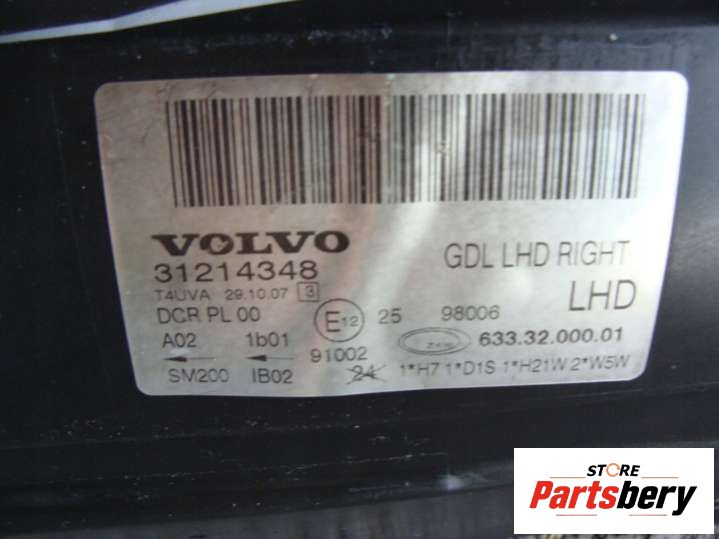 VOLVO
31214348
GDL LHD RIGHT
T4UVA 29.10.07 3
LHD
DCR PL 00
E12 25 98006
A02 1b01
91002
633.32.000.01
SM200 IB02
24 1*H7 1*D1S 1*H21W 2*W5W
STORE
Partsbery